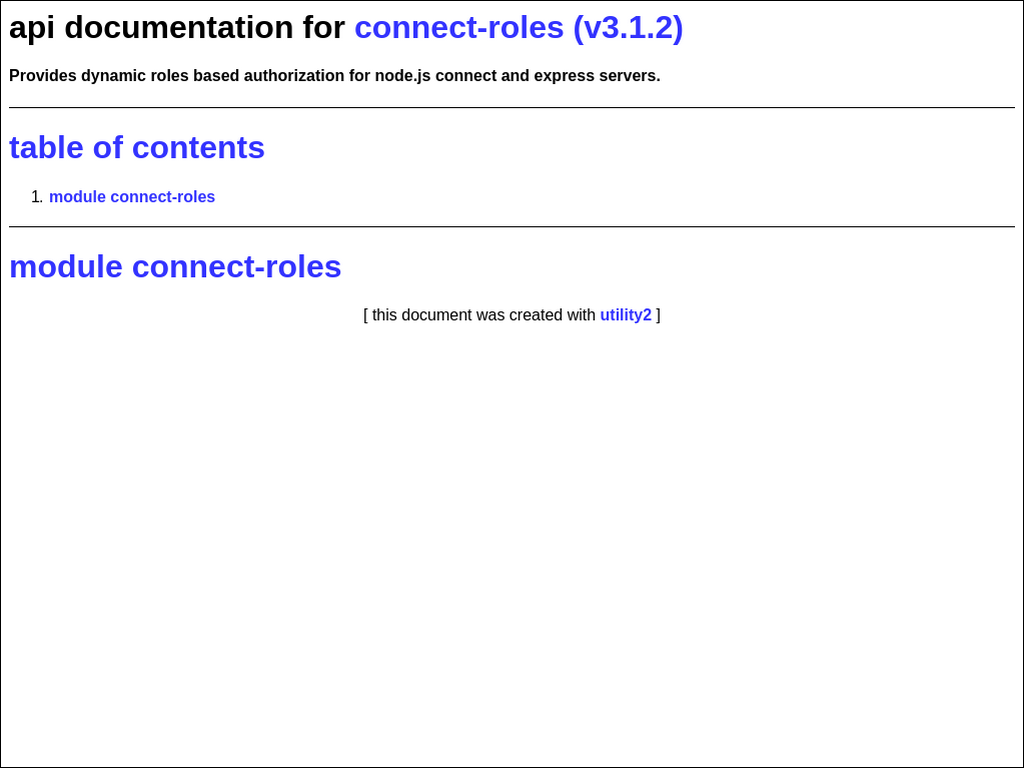 api documentation for connect-roles (v3.1.2)
Provides dynamic roles based authorization for node.js connect and express servers.
table of contents
1. module connect-roles
module connect-roles
[ this document was created with utility2 ]